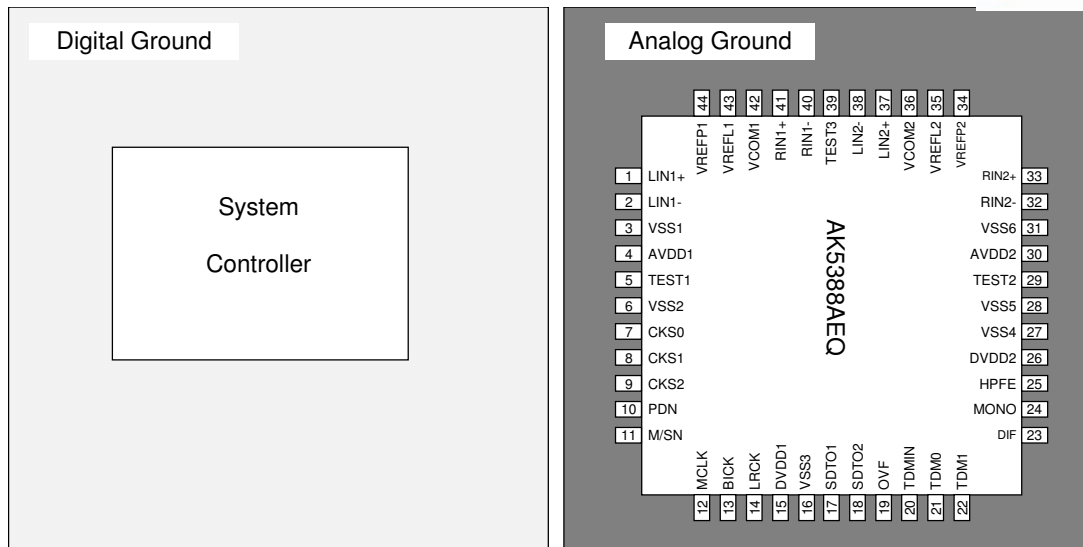 Digital Ground
System
Controller
Analog Ground
44 43 42 41 40 39 38 37 36 35 34
VREFP1 VREFL1 VCOM1 RIN1+ RIN1- TEST3 LIN2- LIN2+ VCOM2 VREFL2 VREFP2
1 LIN1+
2 LIN1-
3 VSS1
4 AVDD1
5 TEST1
6 VSS2
7 CKS0
8 CKS1
9 CKS2
10 PDN
11 M/SN
AK5388AEQ
RIN2+ 33
RIN2- 32
VSS6 31
AVDD2 30
TEST2 29
VSS5 28
VSS4 27
DVDD2 26
HPFE 25
MONO 24
DIF 23
MCLK BICK LRCK DVDD1 VSS3 SDTO1 SDTO2 OVF TDMIN TDM0 TDM1
12 13 14 15 16 17 18 19 20 21 22